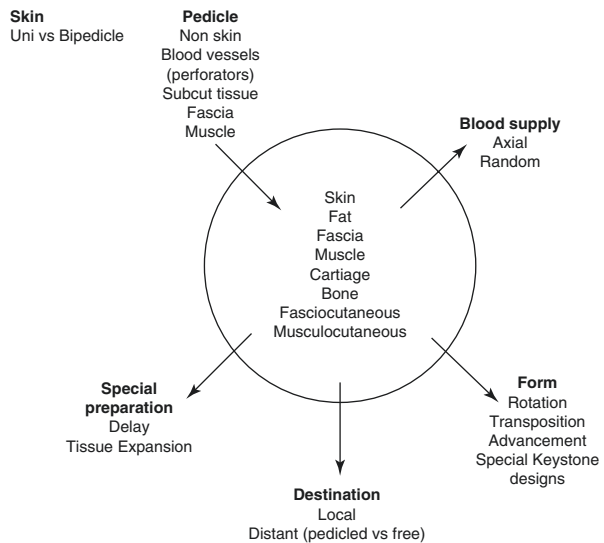 Skin
Uni vs Bipedicle
Pedicle
Non skin
Blood vessels
(perforators)
Subcut tissue
Fascia
Muscle
Blood supply
Axial
Random
Skin
Fat
Fascia
Muscle
Cartiage
Bone
Fasciocutaneous
Musculocutaneous
Special
preparation
Delay
Tissue Expansion
Form
Rotation
Transposition
Advancement
Special Keystone
designs
Destination
Local
Distant (pedicled vs free)